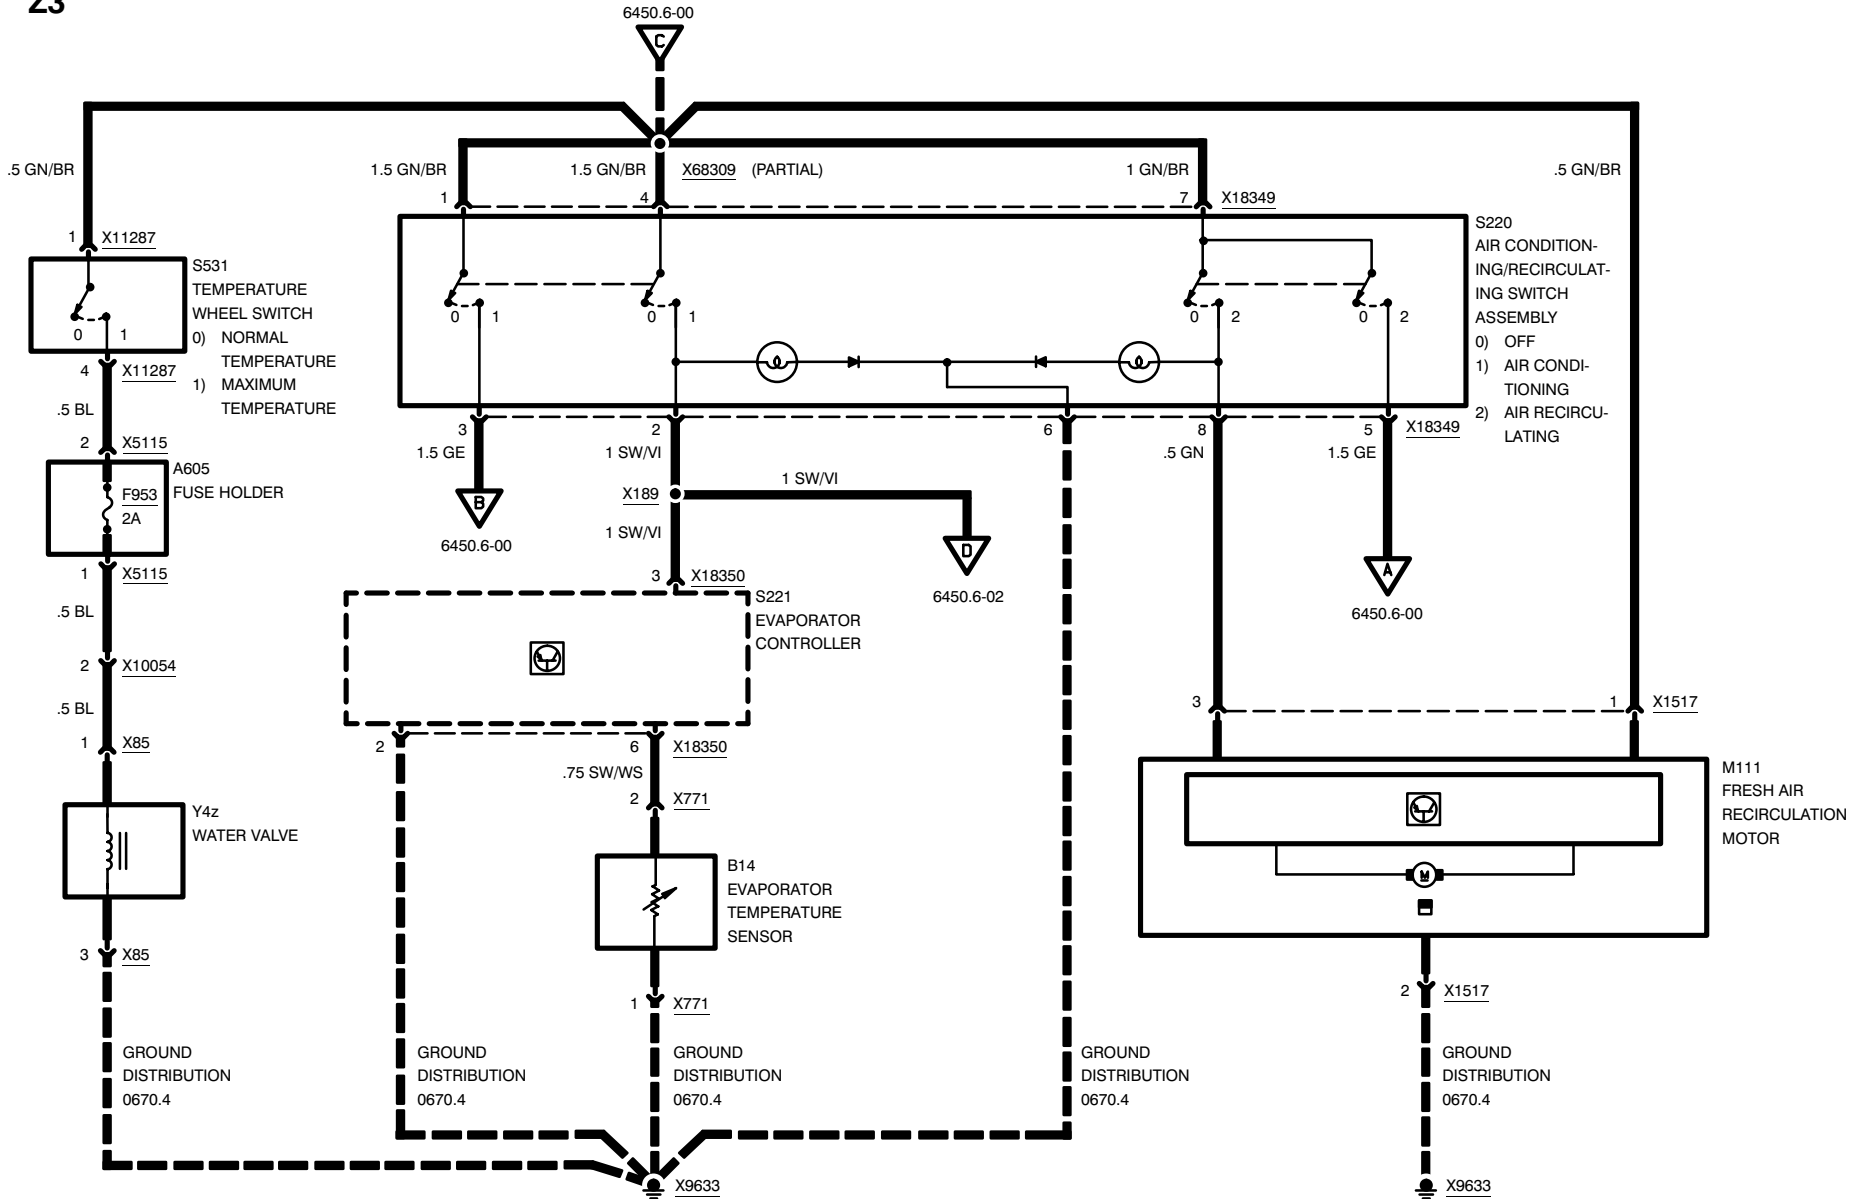 Z3
6450.6-00
C
.5 GN/BR
1.5 GN/BR
1.5 GN/BR
X68309 (PARTIAL)
1 GN/BR
.5 GN/BR
1
4
7
X18349
1 X11287
S531
TEMPERATURE
WHEEL SWITCH
0) NORMAL
TEMPERATURE
1) MAXIMUM
TEMPERATURE
0 1
4 X11287
.5 BL
2 X5115
A605
FUSE HOLDER
F953
2A
1 X5115
.5 BL
2 X10054
.5 BL
1 X85
Y4z
WATER VALVE
3 X85
GROUND
DISTRIBUTION
0670.4
S220
AIR CONDITION-
ING/RECIRCULAT-
ING SWITCH
ASSEMBLY
0) OFF
1) AIR CONDI-
TIONING
2) AIR RECIRCU-
LATING
0 1
0 1
0 2
0 2
3
2
6
8
5
X18349
1.5 GE
1 SW/VI
.5 GN
1.5 GE
X189
1 SW/VI
B
6450.6-00
1 SW/VI
D
6450.6-02
A
6450.6-00
3 X18350
S221
EVAPORATOR
CONTROLLER
2
6 X18350
.75 SW/WS
2 X771
B14
EVAPORATOR
TEMPERATURE
SENSOR
1 X771
GROUND
DISTRIBUTION
0670.4
GROUND
DISTRIBUTION
0670.4
GROUND
DISTRIBUTION
0670.4
X9633
3
1 X1517
M111
FRESH AIR
RECIRCULATION
MOTOR
M
2 X1517
GROUND
DISTRIBUTION
0670.4
X9633